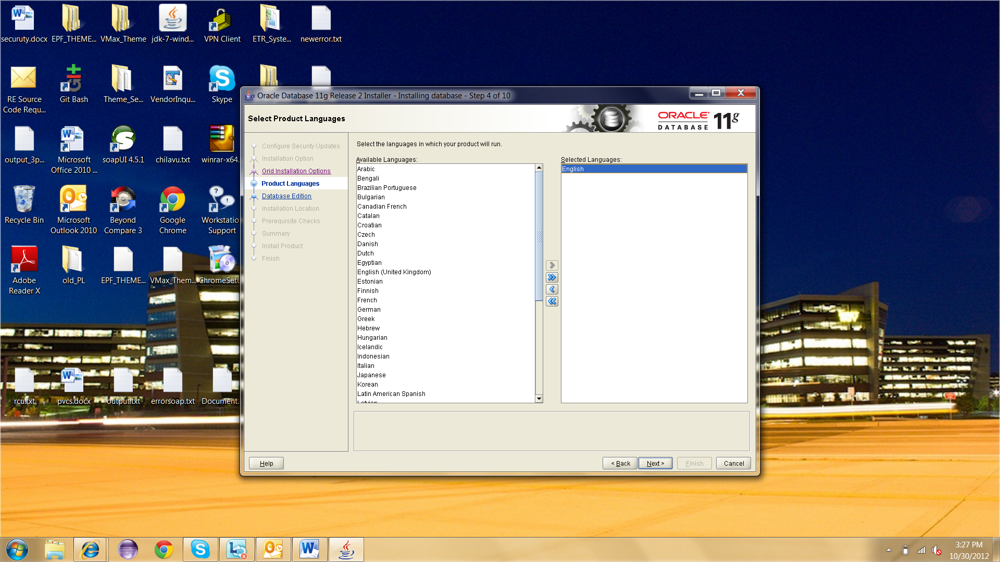 securuty.docx
EPF_THEME...
VMax_Theme
jdk-7-wind...
VPN Client
ETR_Syste...
newerror.txt
RE Source
Code Requ...
Git Bash
Theme_Se...
VendorInqu...
Skype
output_3p...
Microsoft
Office 2010 ...
soapUI 4.5.1
chilavu.txt
winrar-x64.
Recycle Bin
Microsoft
Outlook 2010
Beyond
Compare 3
Google
Chrome
Workstatio
Support
Adobe
Reader X
old_PL
EPF_THEME...
VMax_Them...
ChromeSetu
rcu.txt
pvcs.docx
output.txt
errorsoap.txt
Document.
Oracle Database 11g Release 2 Installer - Installing database - Step 4 of 10
Select Product Languages
ORACLE
DATABASE 11g
Configure Security Updates
Installation Option
Grid Installation Options
Product Languages
Database Edition
Installation Location
Prerequisite Checks
Summary
Install Product
Finish
Select the languages in which your product will run.
Available Languages:
Arabic
Bengali
Brazilian Portuguese
Bulgarian
Canadian French
Catalan
Croatian
Czech
Danish
Dutch
Egyptian
English (United Kingdom)
Estonian
Finnish
French
German
Greek
Hebrew
Hungarian
Icelandic
Indonesian
Italian
Japanese
Korean
Latin American Spanish
Latvian
Selected Languages:
English
Help
< Back
Next >
Finish
Cancel
3:27 PM
10/30/2012